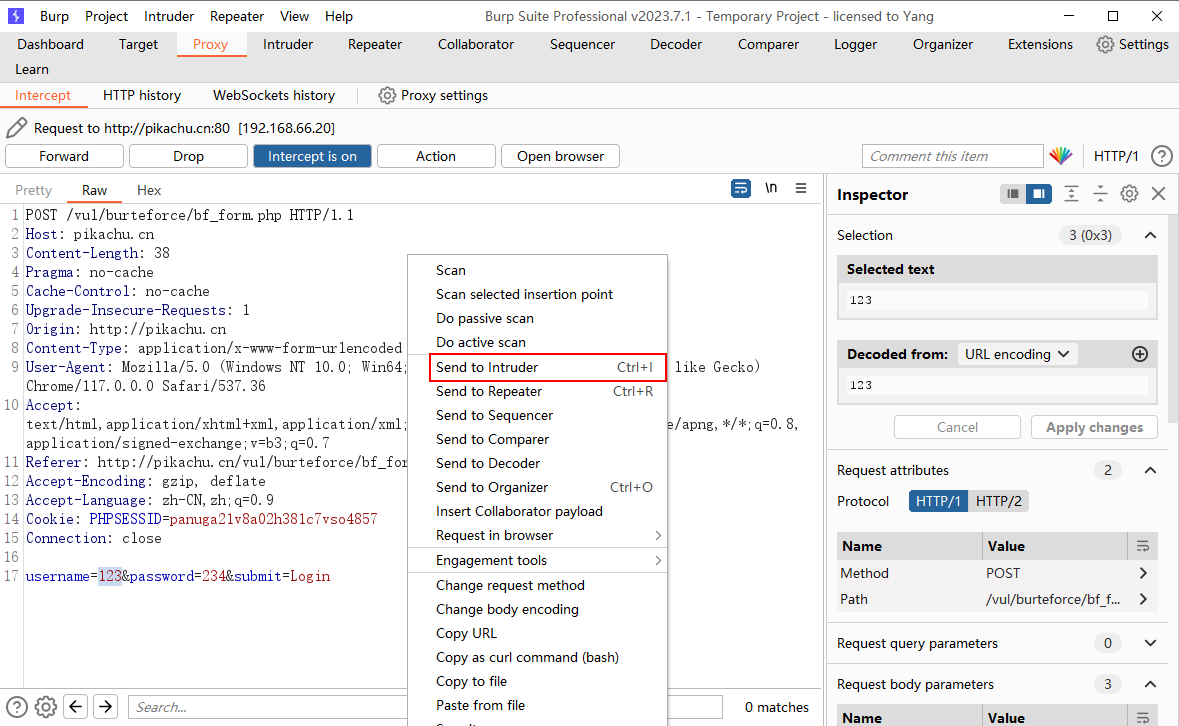 Burp Project Intruder Repeater View Help Burp Suite Professional v2023.7.1 - Temporary Project - licensed to Yang
Dashboard Target Proxy Intruder Repeater Collaborator Sequencer Decoder Comparer Logger Organizer Extensions Settings
Learn
Intercept HTTP history WebSockets history Proxy settings
Request to http://pikachu.cn:80 [192.168.66.20]
Forward Drop Intercept is on Action Open browser Comment this item HTTP/1 ?
Pretty Raw Hex \n
1 POST /vul/burteforce/bf_form.php HTTP/1.1
2 Host: pikachu.cn
3 Content-Length: 38
4 Pragma: no-cache
5 Cache-Control: no-cache
6 Upgrade-Insecure-Requests: 1
7 Origin: http://pikachu.cn
8 Content-Type: application/x-www-form-urlencoded
9 User-Agent: Mozilla/5.0 (Windows NT 10.0; Win64; like Gecko)
Chrome/117.0.0.0 Safari/537.36
10 Accept:
text/html,application/xhtml+xml,application/xml; e/apng,*/*;q=0.8,
application/signed-exchange;v=b3;q=0.7
11 Referer: http://pikachu.cn/vul/burteforce/bf_for
12 Accept-Encoding: gzip, deflate
13 Accept-Language: zh-CN,zh;q=0.9
14 Cookie: PHPSESSID=panuga21v8a02h381c7vso4857
15 Connection: close
16
17 username=123&password=234&submit=Login
Scan
Scan selected insertion point
Do passive scan
Do active scan
Send to Intruder Ctrl+I
Send to Repeater Ctrl+R
Send to Sequencer
Send to Comparer
Send to Decoder
Send to Organizer Ctrl+O
Insert Collaborator payload
Request in browser
Engagement tools
Change request method
Change body encoding
Copy URL
Copy as curl command (bash)
Copy to file
Paste from file
Inspector
Selection 3 (0x3)
Selected text
123
Decoded from: URL encoding
123
Cancel Apply changes
Request attributes 2
Protocol HTTP/1 HTTP/2
Name Value
Method POST
Path /vul/burteforce/bf_f...
Request query parameters 0
Request body parameters 3
Name Value
? Search... 0 matches